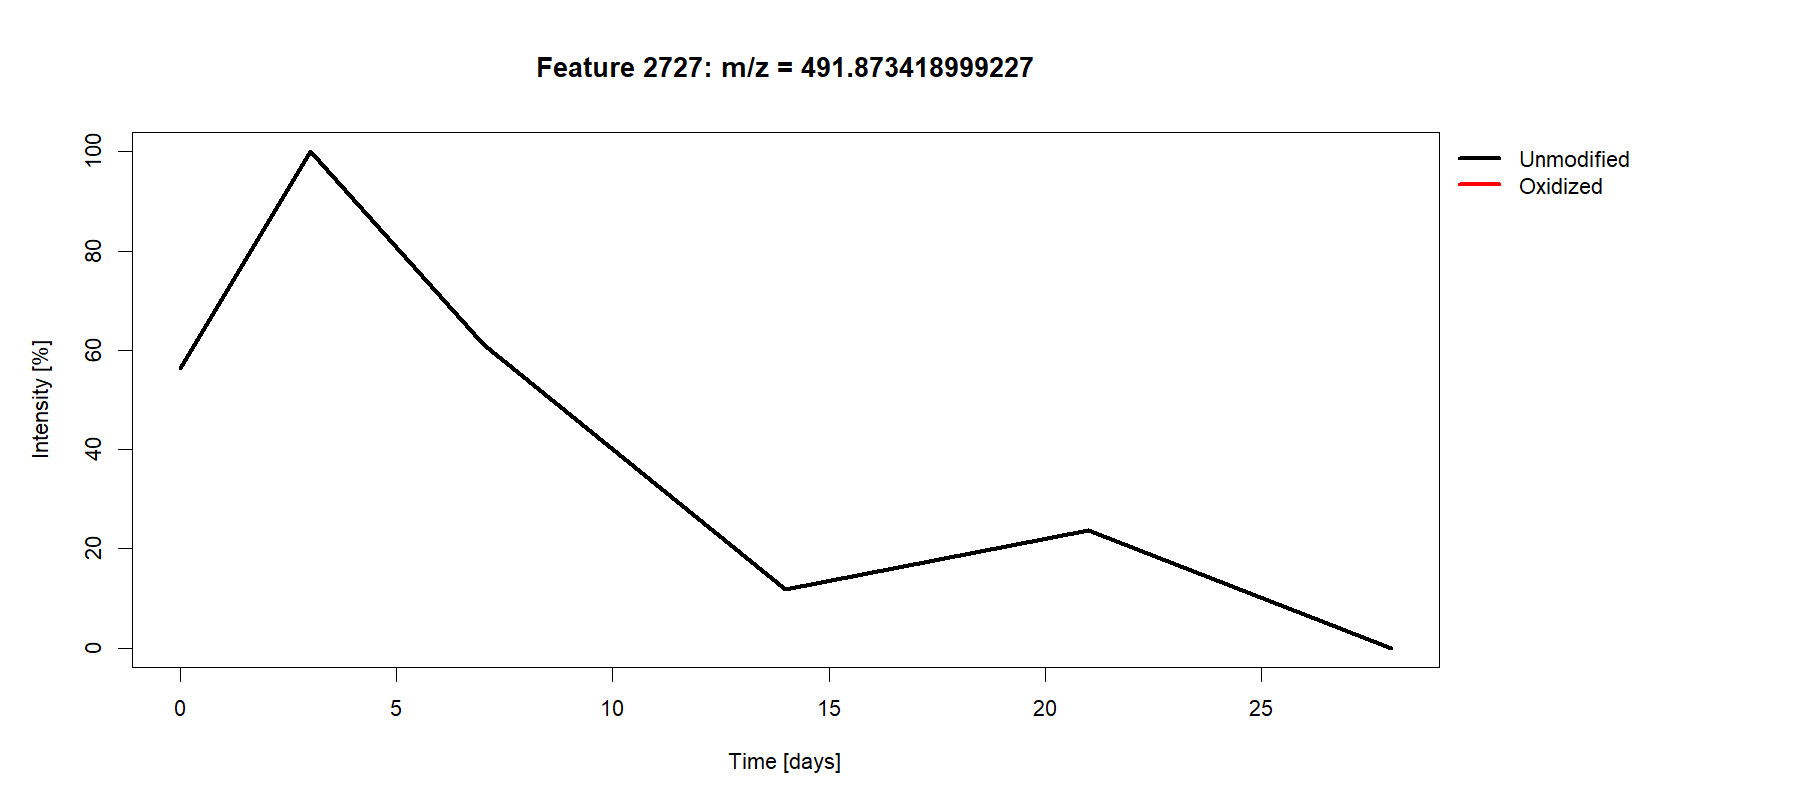 Feature 2727: m/z = 491.873418999227
Unmodified
Oxidized
Intensity [%]
100
80
60
40
20
0
0 5 10 15 20 25
Time [days]